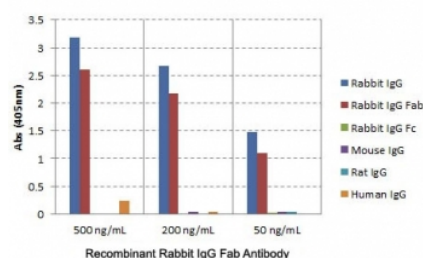 3.5
3
2.5
2
1.5
1
0.5
0
Abs (405nm)
500 ng/mL
200 ng/mL
50 ng/mL
Recombinant Rabbit IgG Fab Antibody
Rabbit IgG
Rabbit IgG Fab
Rabbit IgG Fc
Mouse IgG
Rat IgG
Human IgG